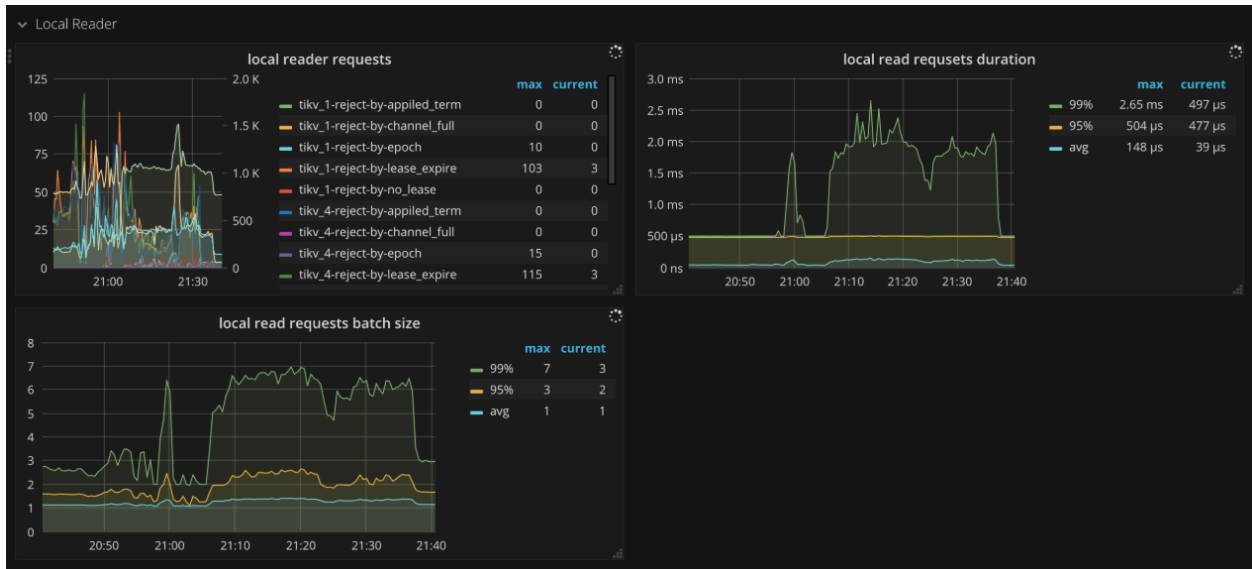 Local Reader
local reader requests
125
100
75
50
25
0
2.0 K
1.5 K
1.0 K
500
0
21:00 21:30
max current
tikv_1-reject-by-appiled_term 0 0
tikv_1-reject-by-channel_full 0 0
tikv_1-reject-by-epoch 10 0
tikv_1-reject-by-lease_expire 103 3
tikv_1-reject-by-no_lease 0 0
tikv_4-reject-by-appiled_term 0 0
tikv_4-reject-by-channel_full 0 0
tikv_4-reject-by-epoch 15 0
tikv_4-reject-by-lease_expire 115 3
local read requsets duration
3.0 ms
2.5 ms
2.0 ms
1.5 ms
1.0 ms
500 µs
0 ns
20:50 21:00 21:10 21:20 21:30 21:40
max current
99% 2.65 ms 497 µs
95% 504 µs 477 µs
avg 148 µs 39 µs
local read requests batch size
8
7
6
5
4
3
2
1
0
20:50 21:00 21:10 21:20 21:30 21:40
max current
99% 7 3
95% 3 2
avg 1 1